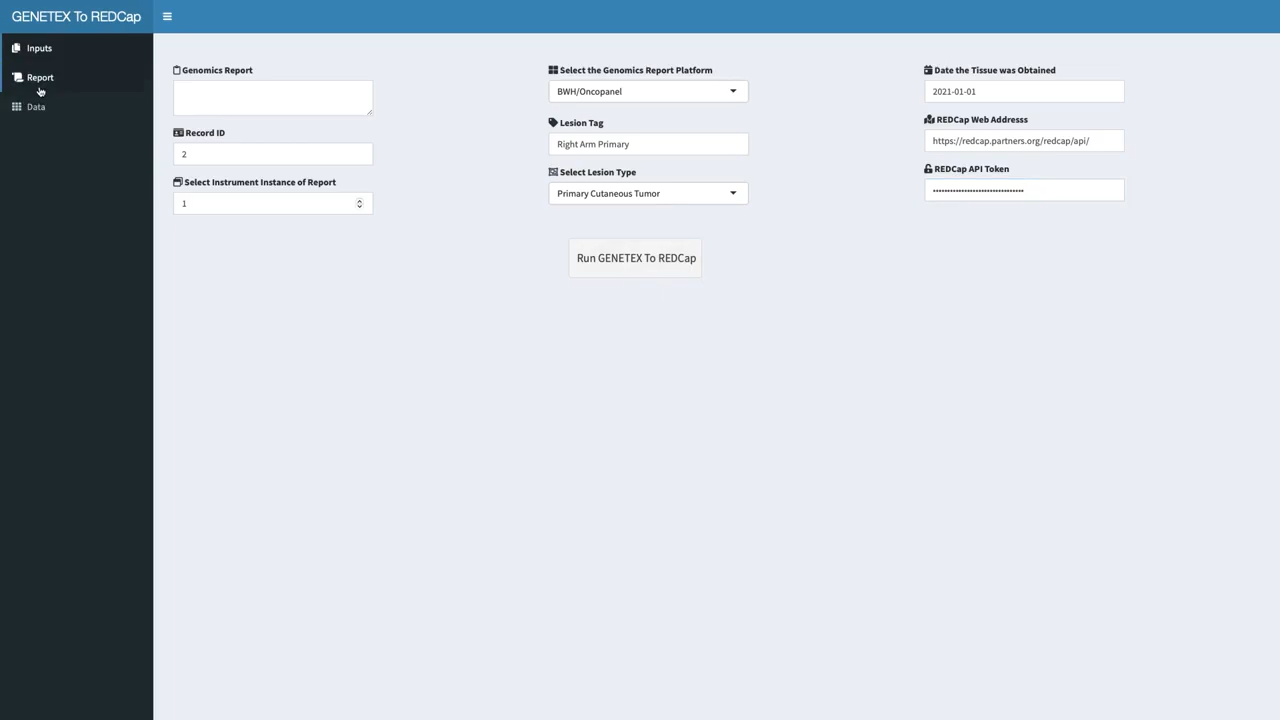 GENETEX To REDCap
Inputs
Report
Data
Genomics Report
Record ID
2
Select Instrument Instance of Report
1
Select the Genomics Report Platform
BWH/Oncopanel
Lesion Tag
Right Arm Primary
Select Lesion Type
Primary Cutaneous Tumor
Date the Tissue was Obtained
2021-01-01
REDCap Web Addresss
https://redcap.partners.org/redcap/api/
REDCap API Token
Run GENETEX To REDCap